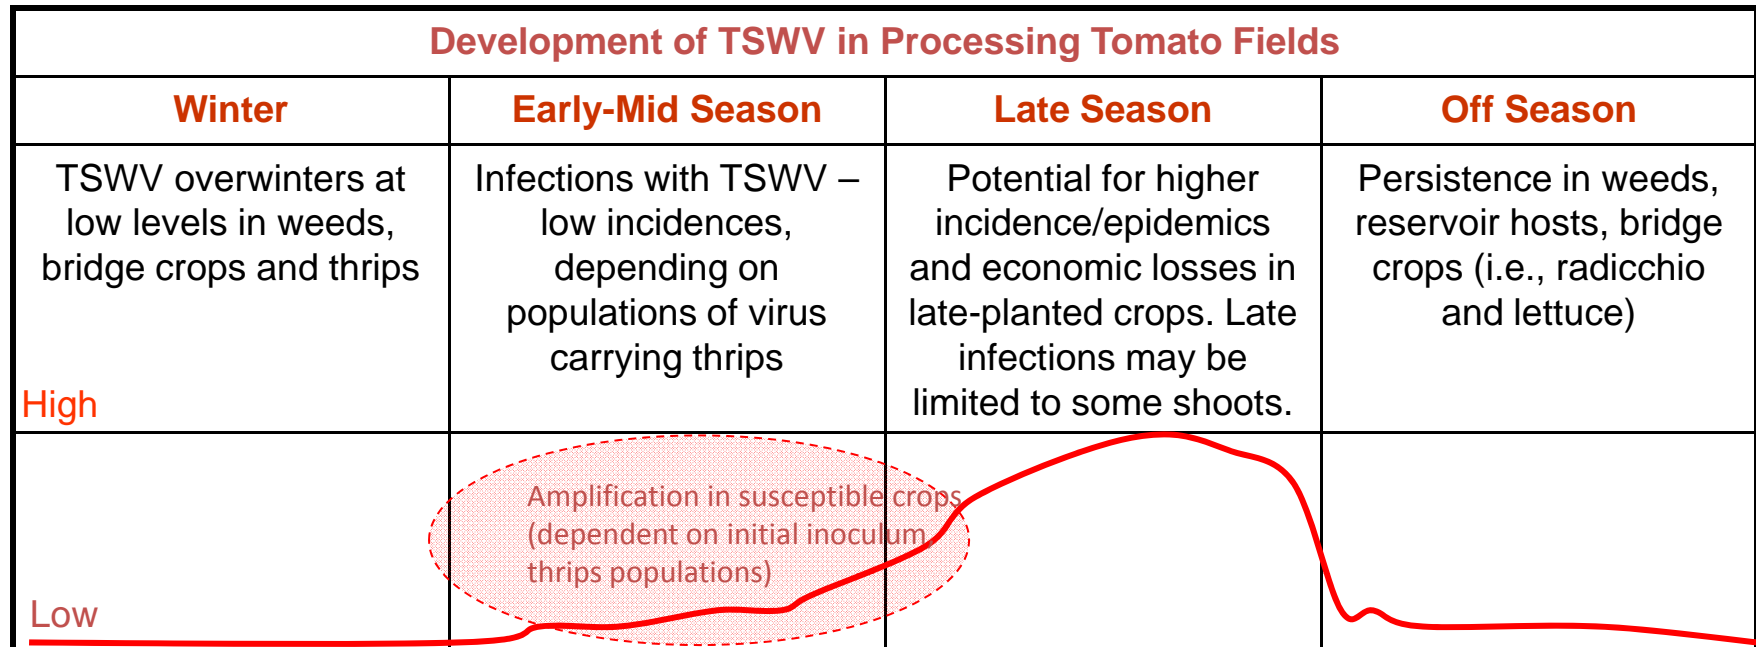 Development of TSWV in Processing Tomato Fields
Winter
Early-Mid Season
Late Season
Off Season
TSWV overwinters at
low levels in weeds,
bridge crops and thrips
Infections with TSWV –
low incidences,
depending on
populations of virus
carrying thrips
Potential for higher
incidence/epidemics
and economic losses in
late-planted crops. Late
infections may be
limited to some shoots.
Persistence in weeds,
reservoir hosts, bridge
crops (i.e., radicchio
and lettuce)
High
Amplification in susceptible crops
(dependent on initial inoculum,
thrips populations)
Low